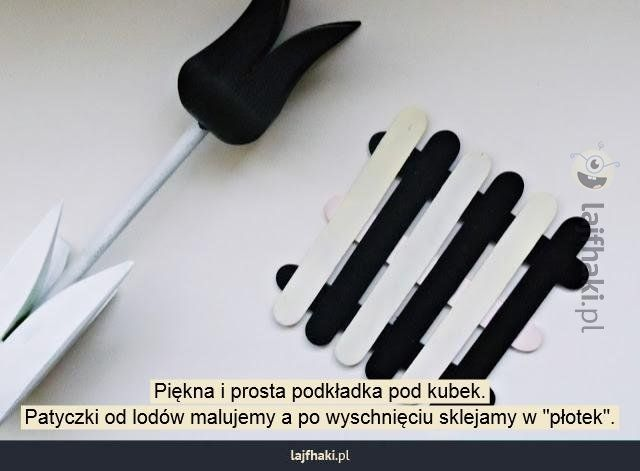 lajfhaki.pl
Piękna i prosta podkładka pod kubek.
Patyczki od lodów malujemy a po wyschnięciu sklejamy w "płotek".
lajfhaki.pl